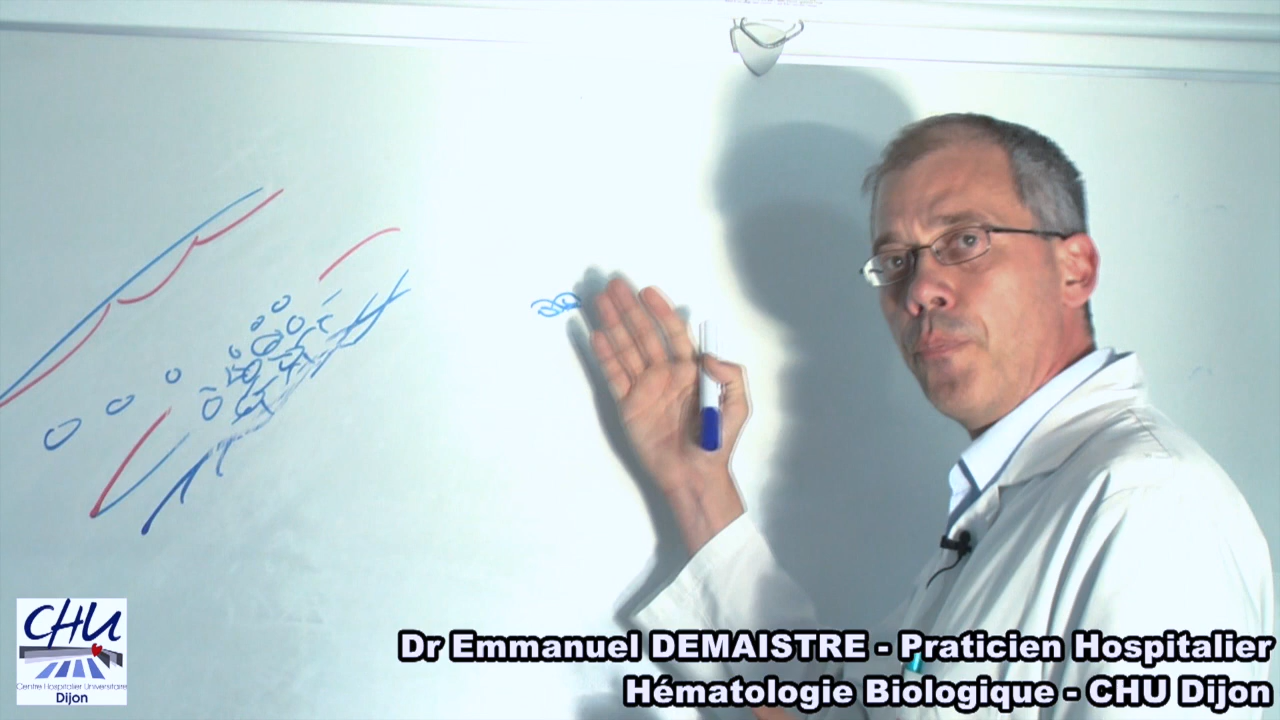 CHU
Centre Hospitalier Universitaire
Dijon
Dr Emmanuel DEMAISTRE - Praticien Hospitalier
Hématologie Biologique - CHU Dijon